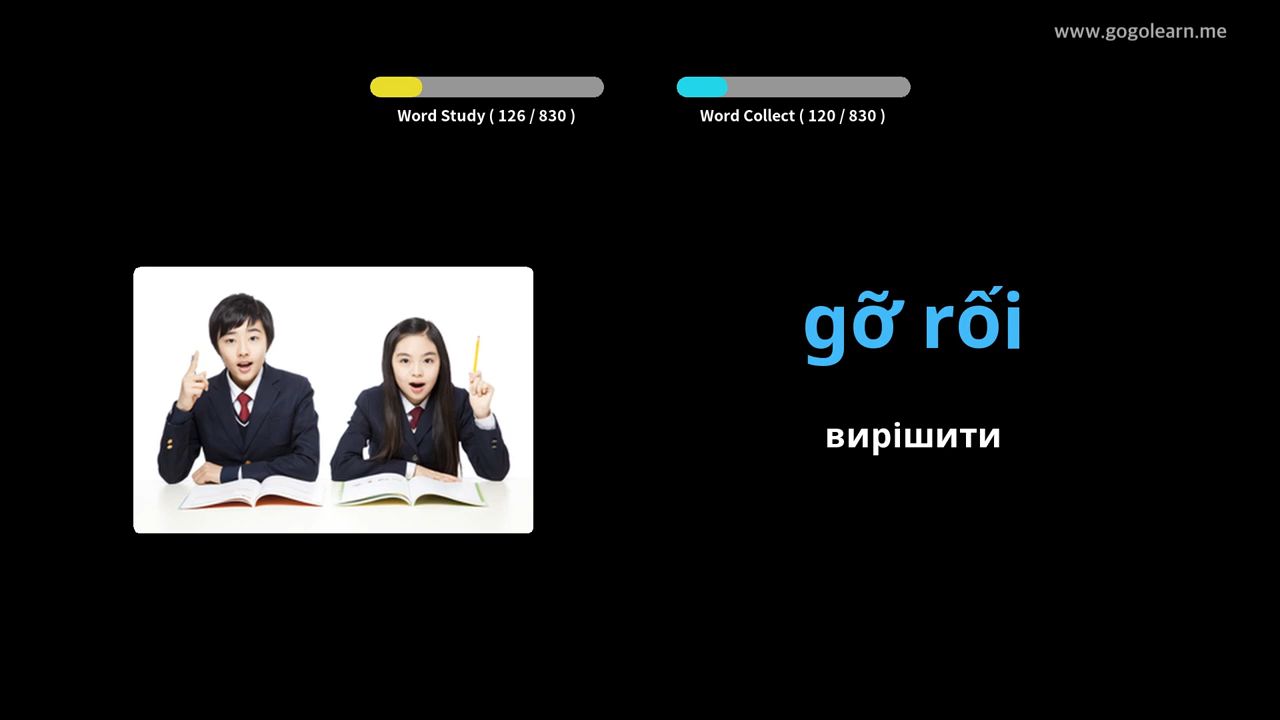 www.gogolearn.me
Word Study ( 126 / 830 )
Word Collect ( 120 / 830 )
gỡ rối
вирішити